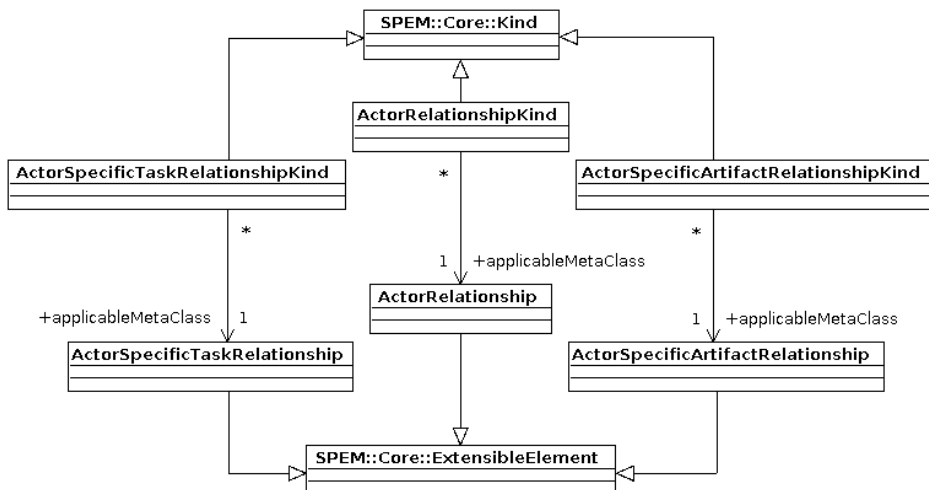 SPEM::Core::Kind
ActorRelationshipKind
ActorSpecificTaskRelationshipKind
ActorSpecificArtifactRelationshipKind
*
*
*
1 +applicableMetaClass
ActorRelationship
+applicableMetaClass 1
1 +applicableMetaClass
ActorSpecificTaskRelationship
ActorSpecificArtifactRelationship
SPEM::Core::ExtensibleElement